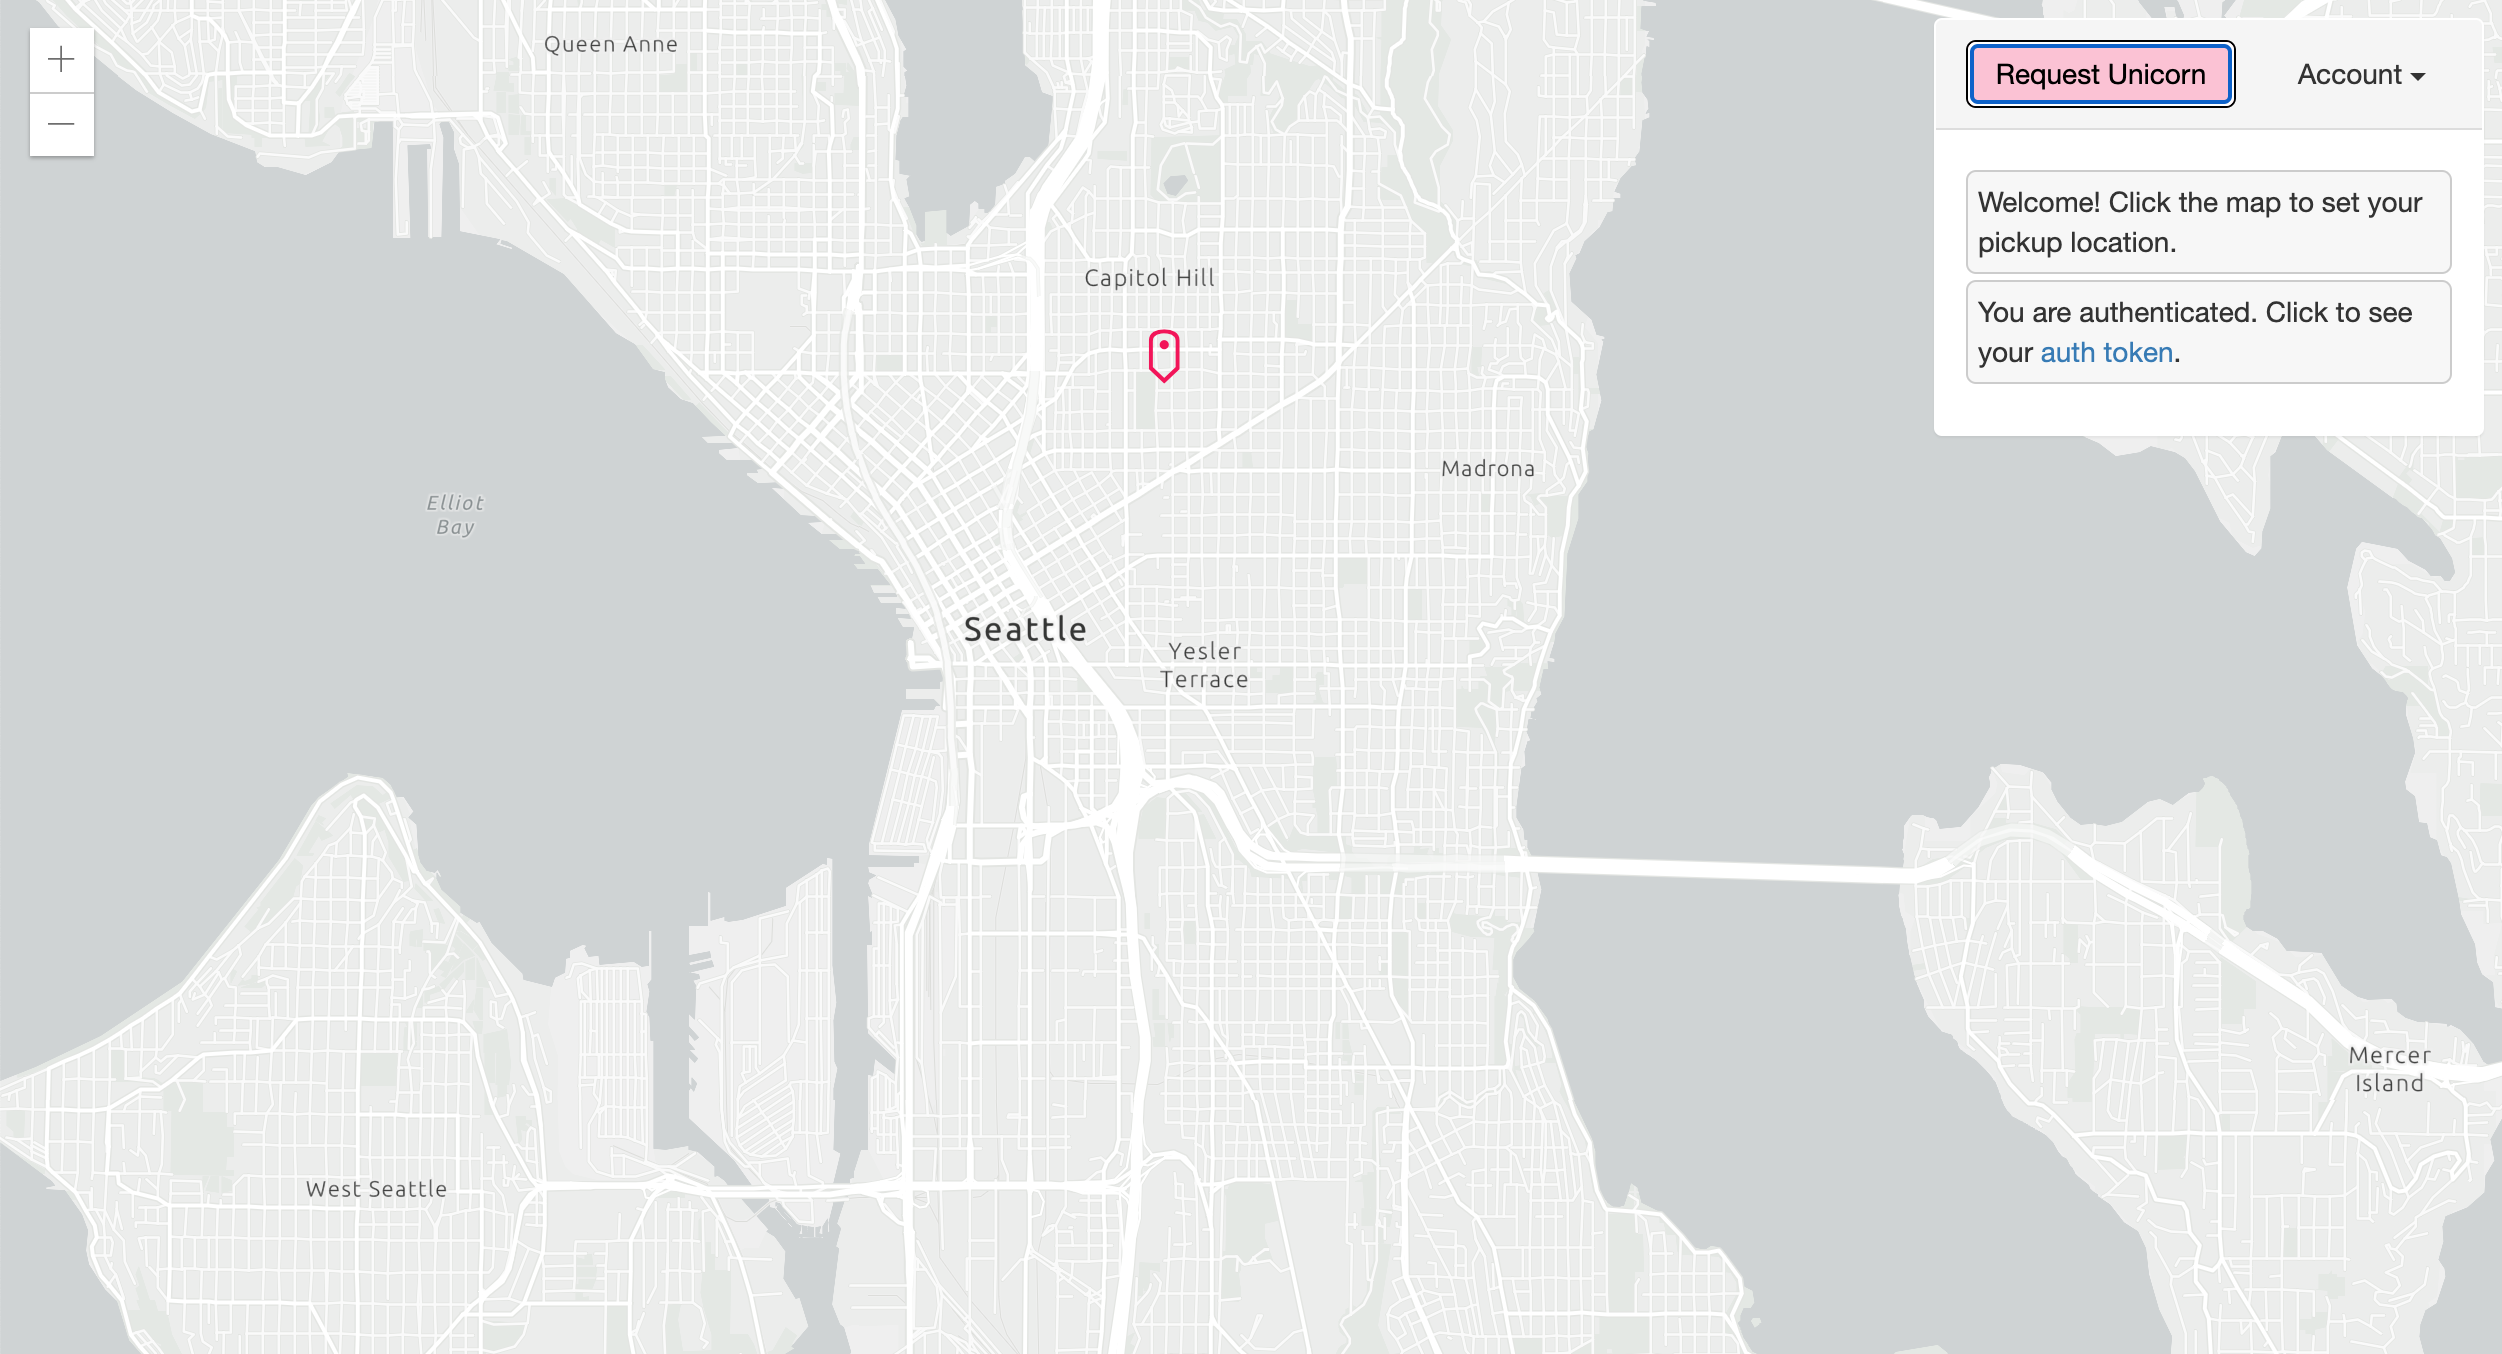 Queen Anne
Request Unicorn
Account
Welcome! Click the map to set your
pickup location.
You are authenticated. Click to see
your auth token.
Capitol Hill
Madrona
Elliot
Bay
Seattle
Yesler
Terrace
Mercer
Island
West Seattle